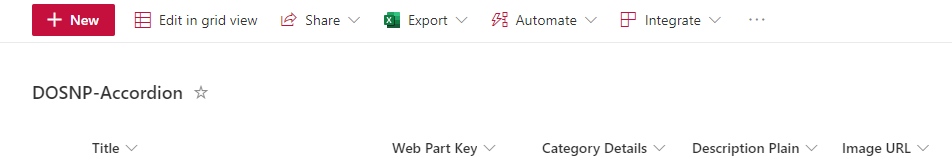 New Edit in grid view Share Export Automate Integrate ...
DOSNP-Accordion
Title Web Part Key Category Details Description Plain Image URL